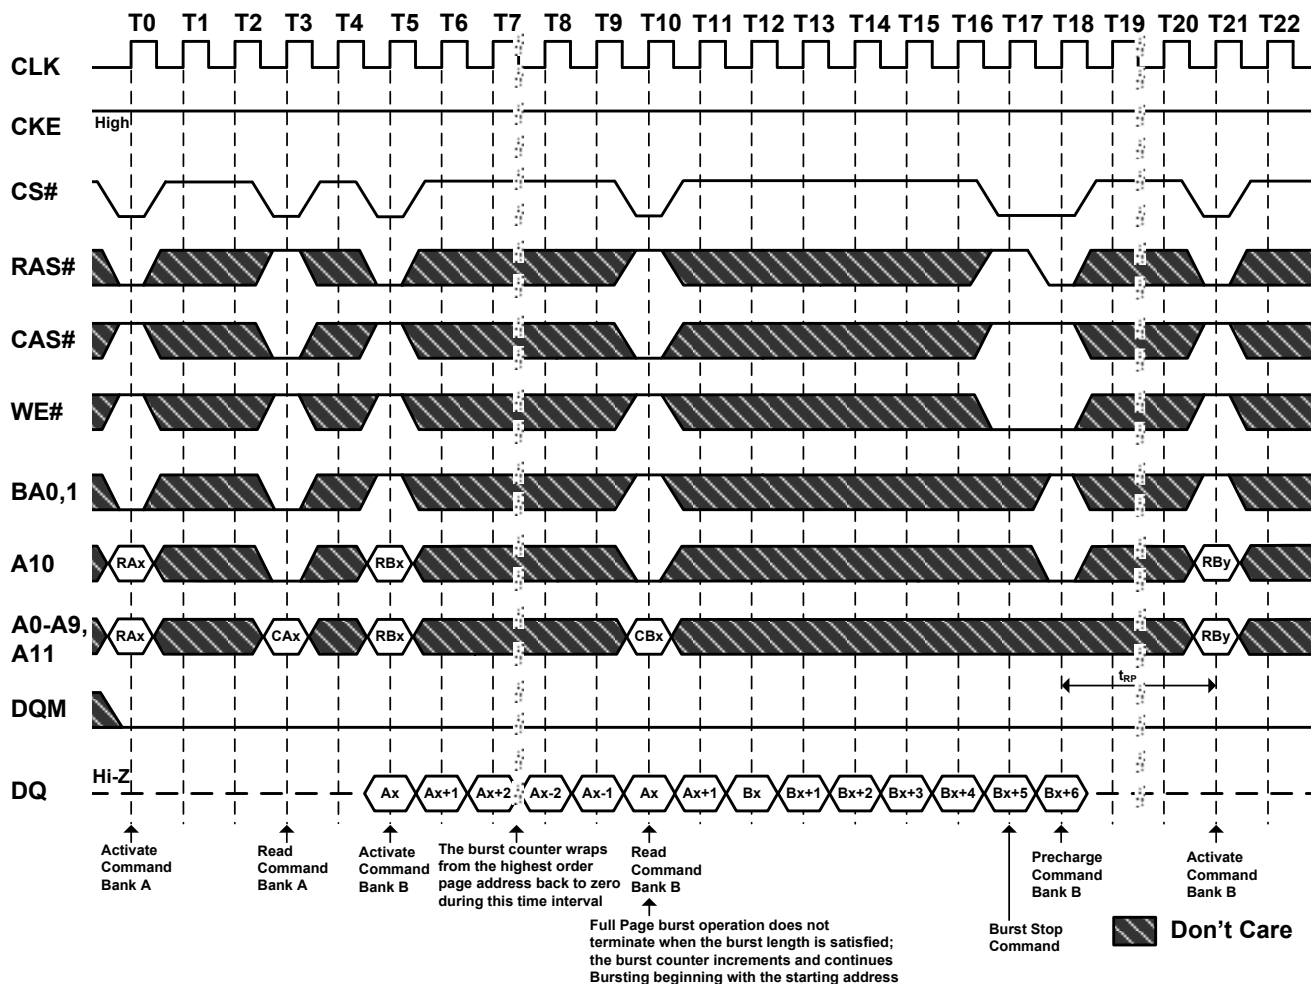 T0 T1 T2 T3 T4 T5 T6 T7 T8 T9 T10 T11 T12 T13 T14 T15 T16 T17 T18 T19 T20 T21 T22
CLK
CKE High
CS#
RAS#
CAS#
WE#
BA0,1
A10 RAx RBx RBy
A0-A9,
A11 RAx CAx RBx CBx RBy
tRP
DQM
Hi-Z
DQ Ax Ax+1 Ax+2 Ax-2 Ax-1 Ax Ax+1 Bx Bx+1 Bx+2 Bx+3 Bx+4 Bx+5 Bx+6
Activate
Command
Bank A
Read
Command
Bank A
Activate
Command
Bank B
The burst counter wraps
from the highest order
page address back to zero
during this time interval
Read
Command
Bank B
Full Page burst operation does not
terminate when the burst length is satisfied;
the burst counter increments and continues
Bursting beginning with the starting address
Burst Stop
Command
Precharge
Command
Bank B
Activate
Command
Bank B
Don't Care